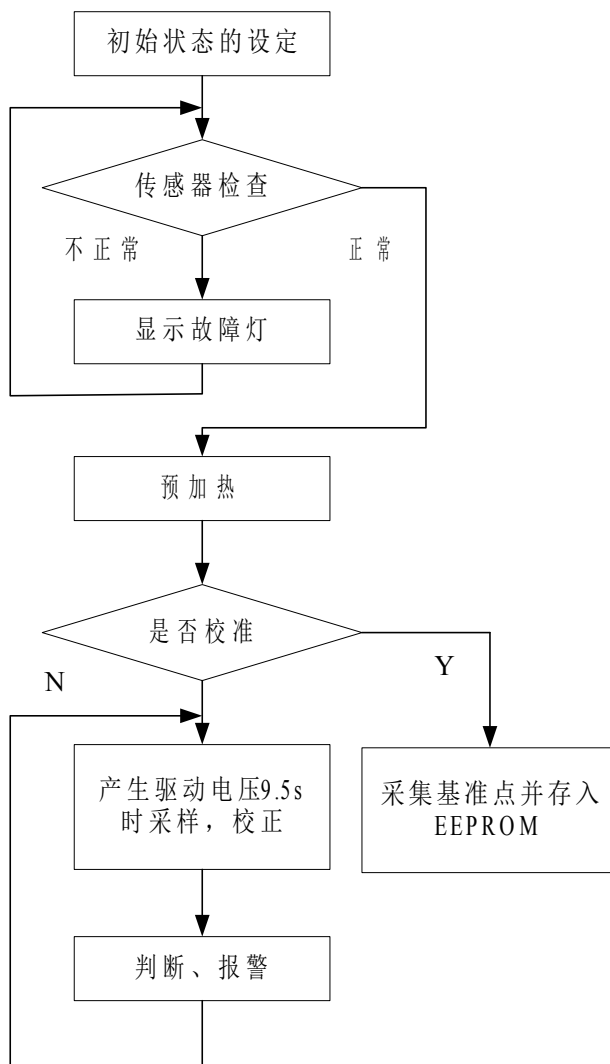 初始状态的设定
传感器检查
不正常
正常
显示故障灯
预加热
是否校准
N
Y
产生驱动电压9.5s
时采样，校正
采集基准点并存入
EEPROM
判断、报警